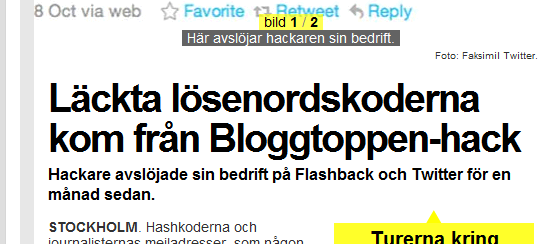 8 Oct via web Favorite Retweet Reply
bild 1 / 2
Här avslöjar hackaren sin bedrift.
Foto: Faksimil Twitter.
Läckta lösenordskoderna
kom från Bloggtoppen-hack
Hackare avslöjade sin bedrift på Flashback och Twitter för en
månad sedan.
STOCKHOLM. Hashkoderna och
journalisternas mejladresser, som någon
Turerna kring